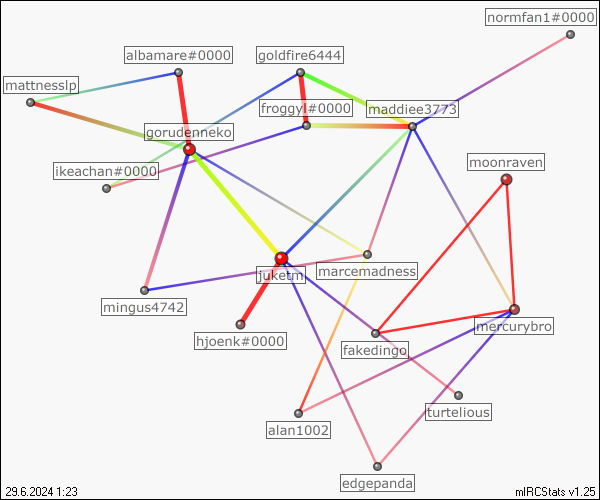 normfan1#0000
albamare#0000
goldfire6444
mattnesslp
froggyl#0000
maddiee3773
gorudenneko
moonraven
ikeachan#0000
juketm
marcemadness
mingus4742
mercurybro
hjoenk#0000
fakedingo
turtelious
alan1002
edgepanda
29.6.2024 1:23
mIRCStats v1.25